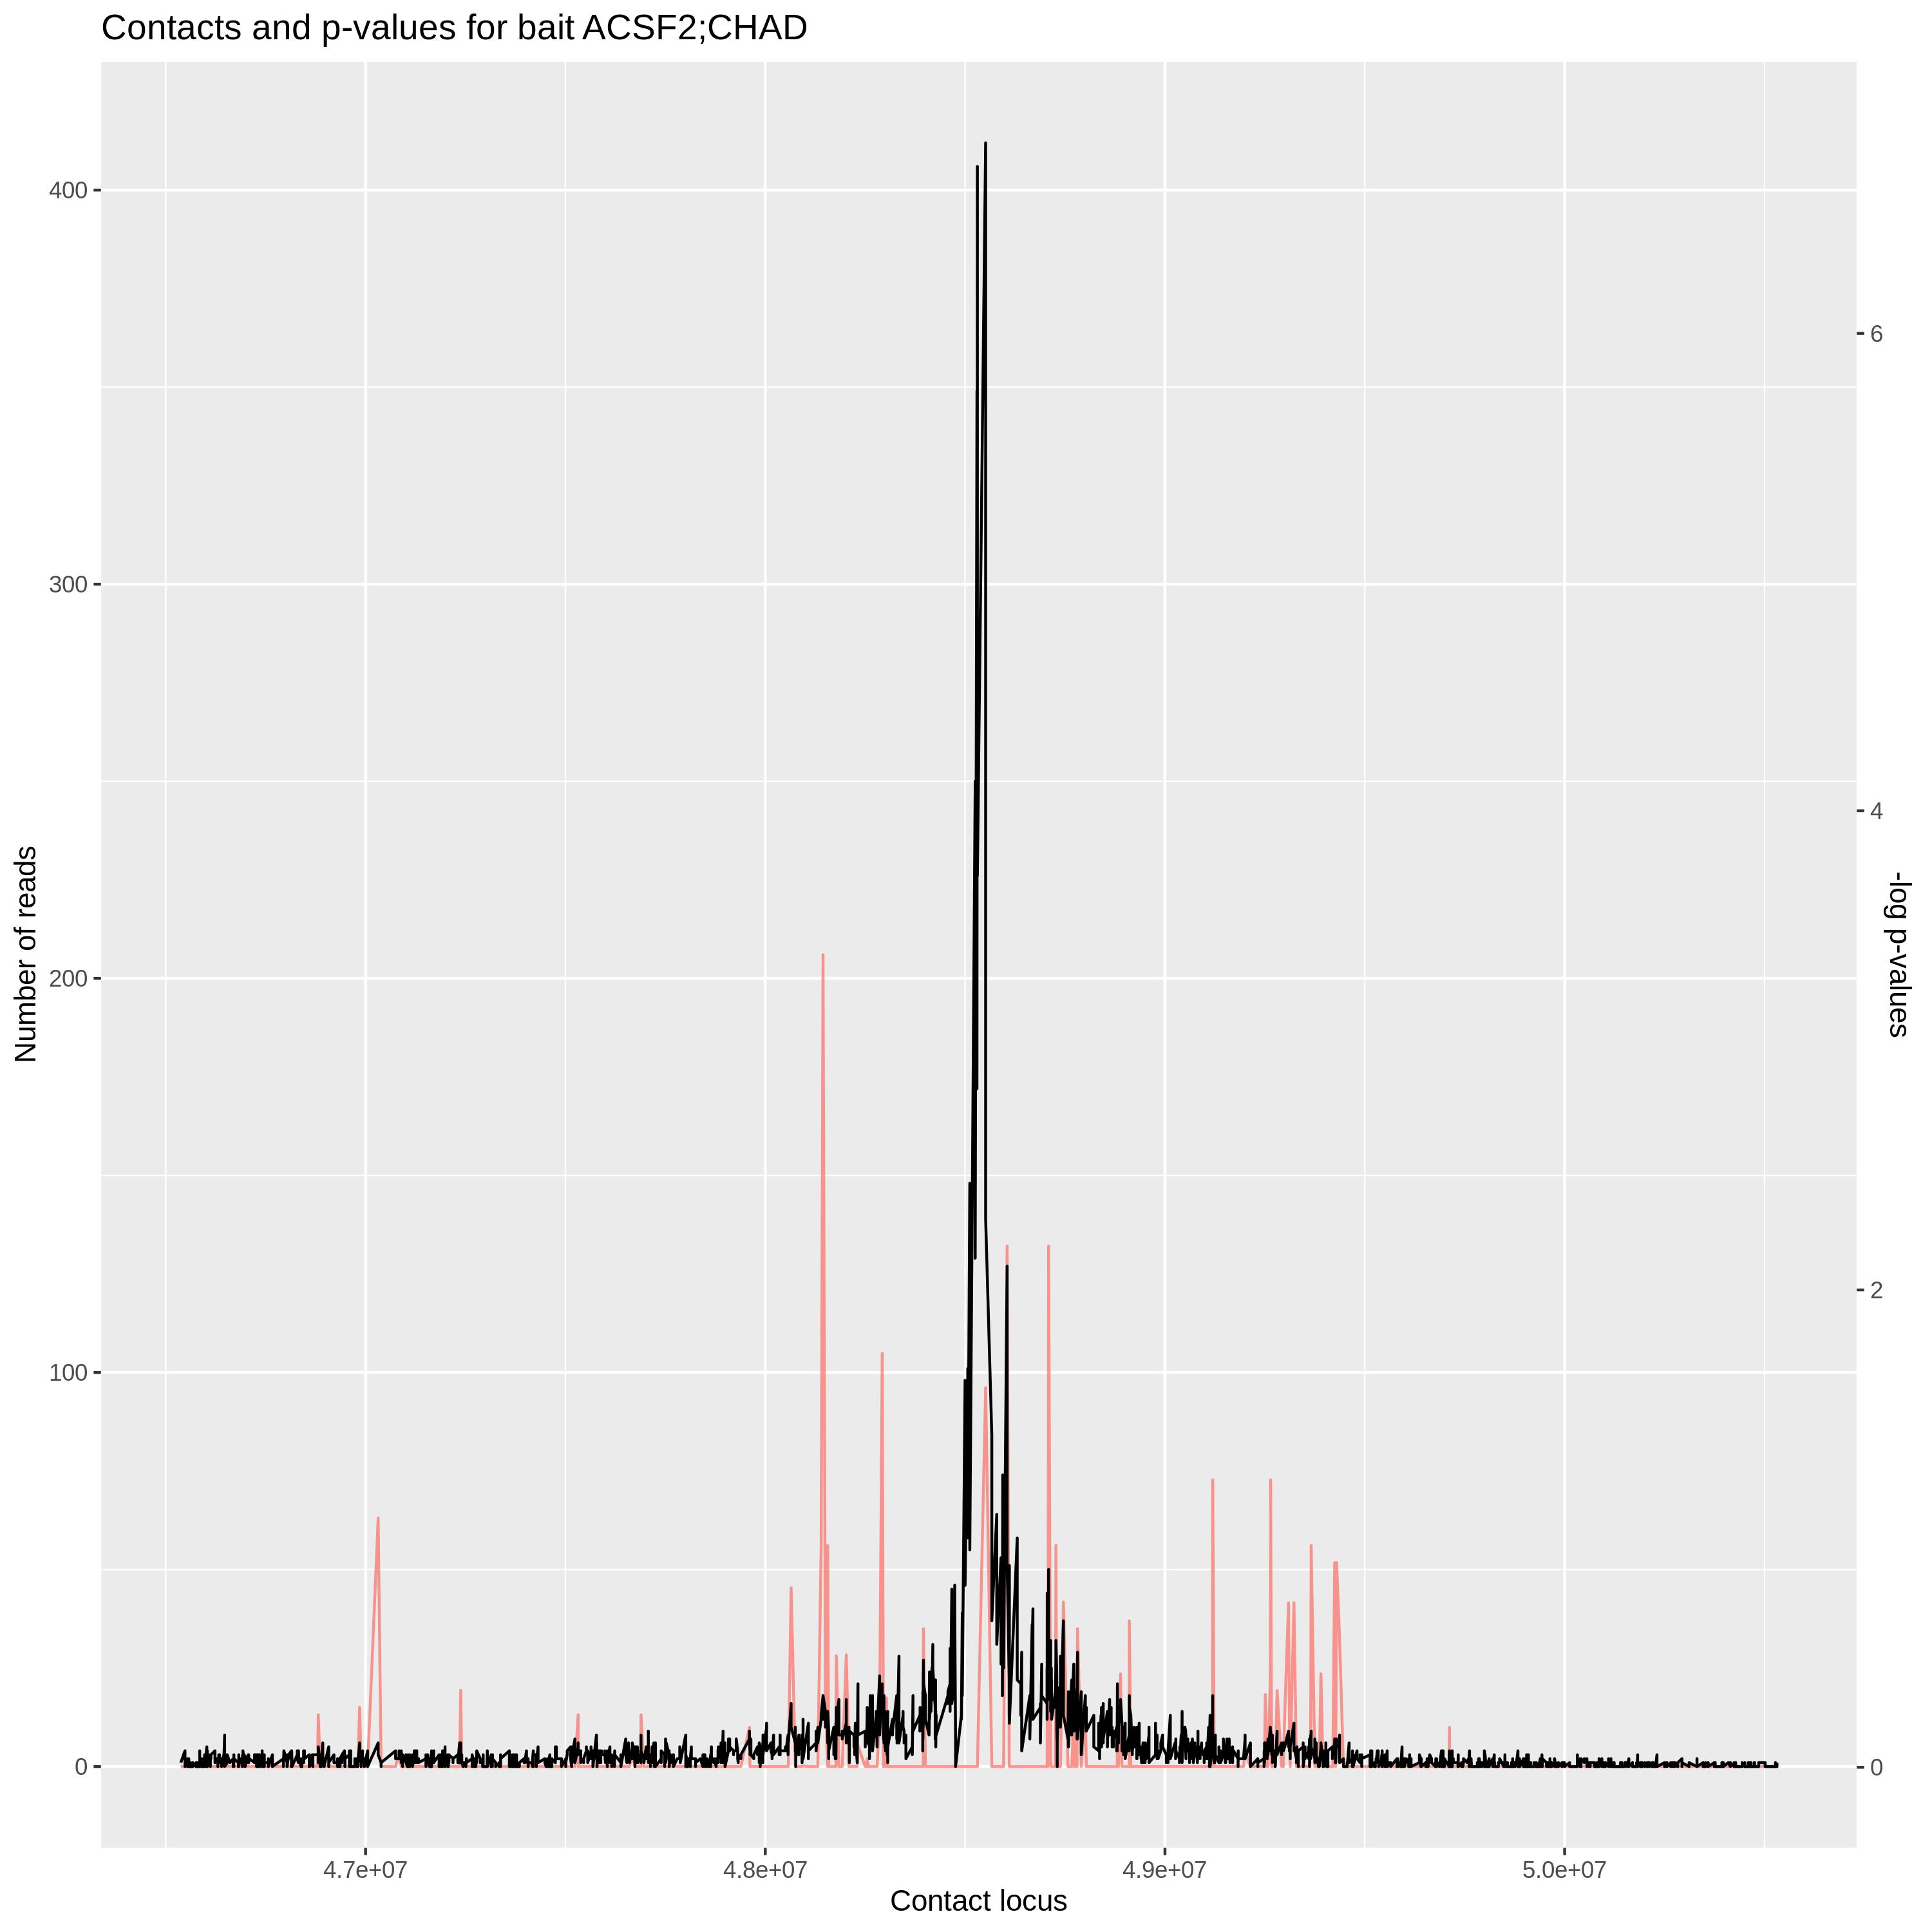 Contacts and p-values for bait ACSF2;CHAD
Number of reads
400
300
200
100
0
6
4
2
0
-log p-values
4.7e+07
4.8e+07
4.9e+07
5.0e+07
Contact locus